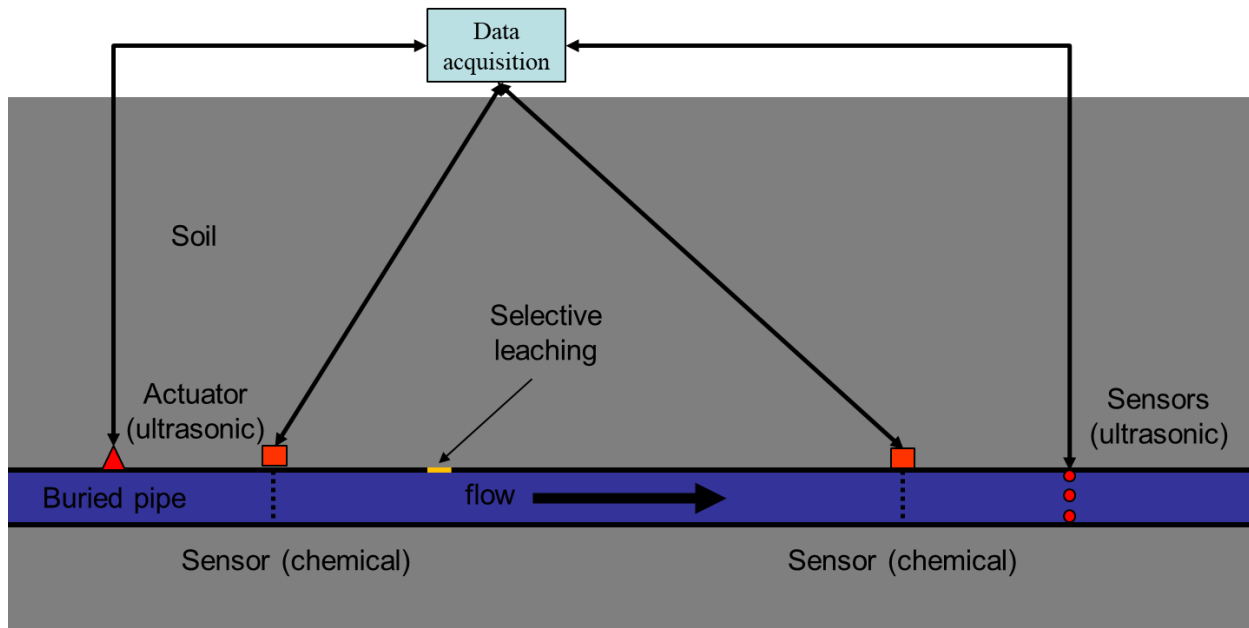 Data
acquisition
Soil
Selective
leaching
Actuator
(ultrasonic)
Sensors
(ultrasonic)
Buried pipe
flow
Sensor (chemical)
Sensor (chemical)